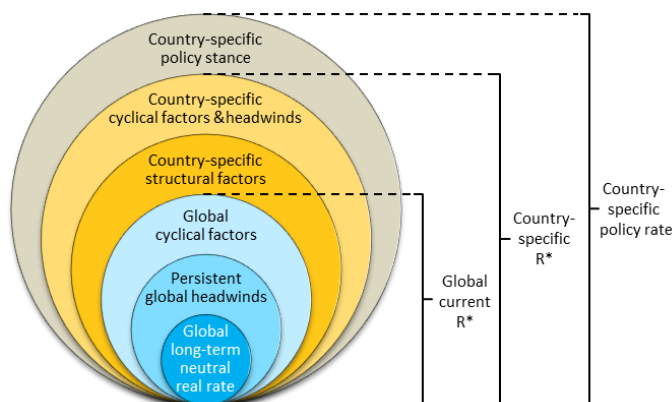 Country-specific
policy stance
Country-specific
cyclical factors & headwinds
Country-specific
structural factors
Global
cyclical factors
Persistent
global headwinds
Global
long-term
neutral
real rate
Global
current
R*
Country-
specific
R*
Country-
specific
policy rate